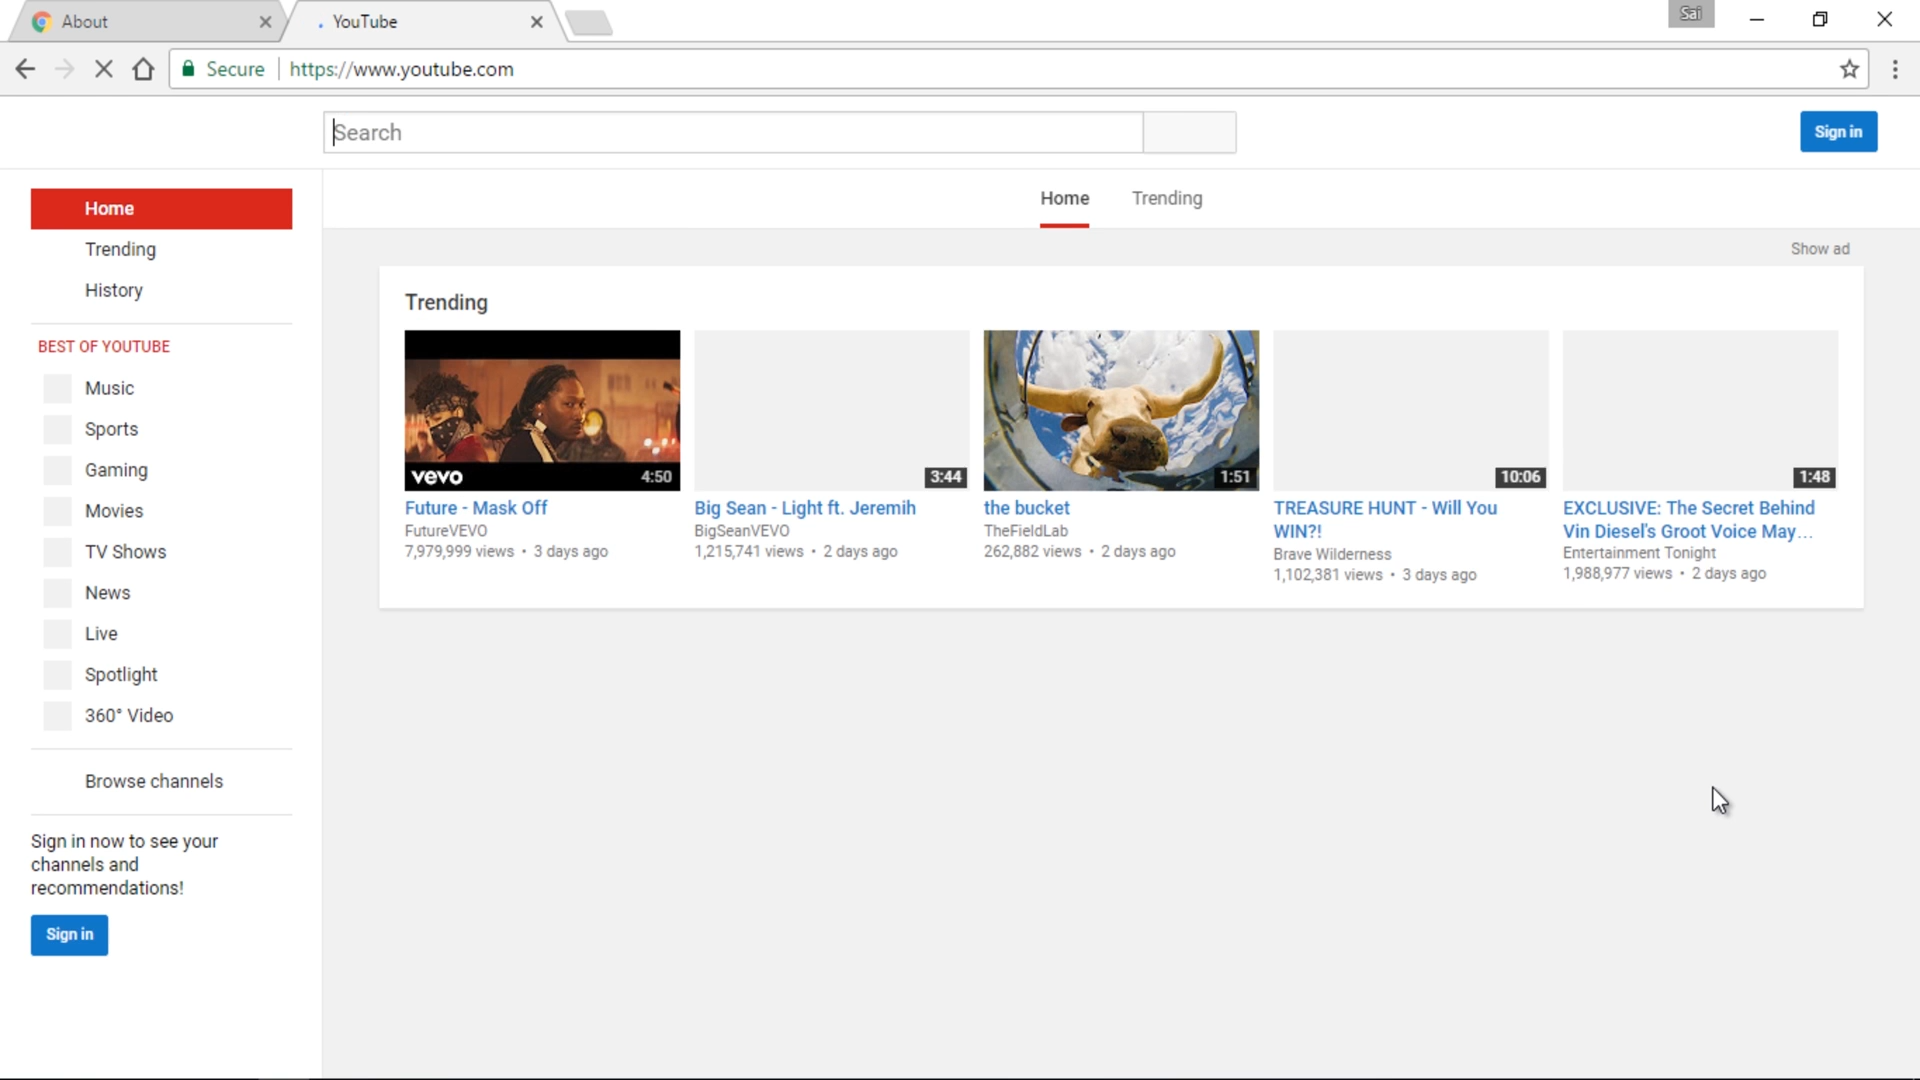 About
YouTube
Sai
Secure
https://www.youtube.com
Search
Sign in
Home
Trending
History
BEST OF YOUTUBE
Music
Sports
Gaming
Movies
TV Shows
News
Live
Spotlight
360° Video
Browse channels
Sign in now to see your
channels and
recommendations!
Sign in
Home
Trending
Show ad
Trending
vevo
4:50
Future - Mask Off
FutureVEVO
7,979,999 views • 3 days ago
3:44
Big Sean - Light ft. Jeremih
BigSeanVEVO
1,215,741 views • 2 days ago
1:51
the bucket
TheFieldLab
262,882 views • 2 days ago
10:06
TREASURE HUNT - Will You
WIN?!
Brave Wilderness
1,102,381 views • 3 days ago
1:48
EXCLUSIVE: The Secret Behind
Vin Diesel's Groot Voice May...
Entertainment Tonight
1,988,977 views • 2 days ago